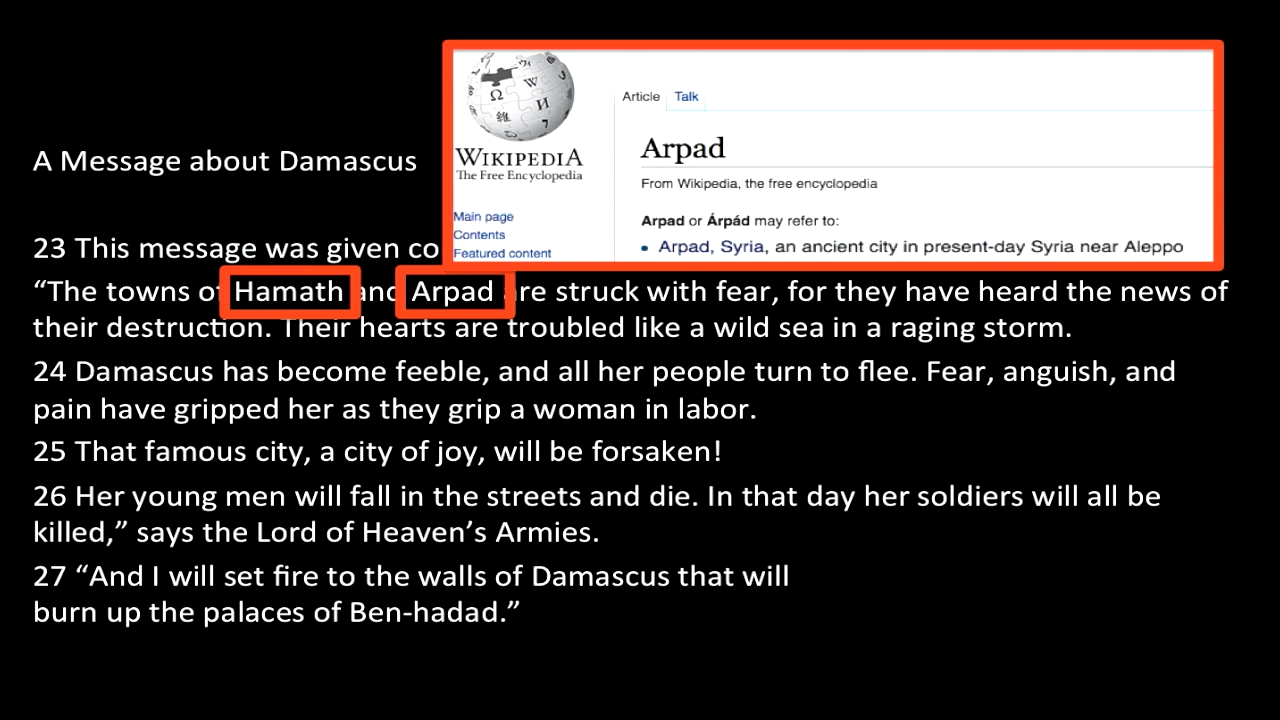 Ω W И 維 7
WIKIPEDIA
The Free Encyclopedia
Main page
Contents
Featured content
Article Talk
Arpad
From Wikipedia, the free encyclopedia
Arpad or Árpád may refer to:
• Arpad, Syria, an ancient city in present-day Syria near Aleppo
A Message about Damascus
23 This message was given co
“The towns of Hamath and Arpad are struck with fear, for they have heard the news of
their destruction. Their hearts are troubled like a wild sea in a raging storm.
24 Damascus has become feeble, and all her people turn to flee. Fear, anguish, and
pain have gripped her as they grip a woman in labor.
25 That famous city, a city of joy, will be forsaken!
26 Her young men will fall in the streets and die. In that day her soldiers will all be
killed,” says the Lord of Heaven’s Armies.
27 “And I will set fire to the walls of Damascus that will
burn up the palaces of Ben-hadad.”